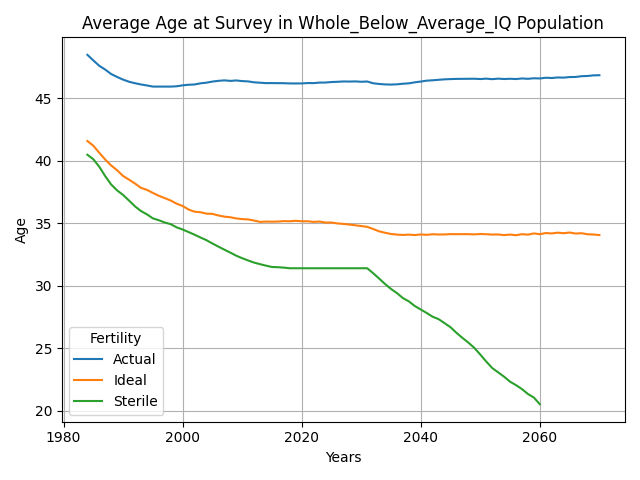 Average Age at Survey in Whole_Below_Average_IQ Population
Age
45
40
35
30
25
20
Fertility
Actual
Ideal
Sterile
1980
2000
2020
2040
2060
Years